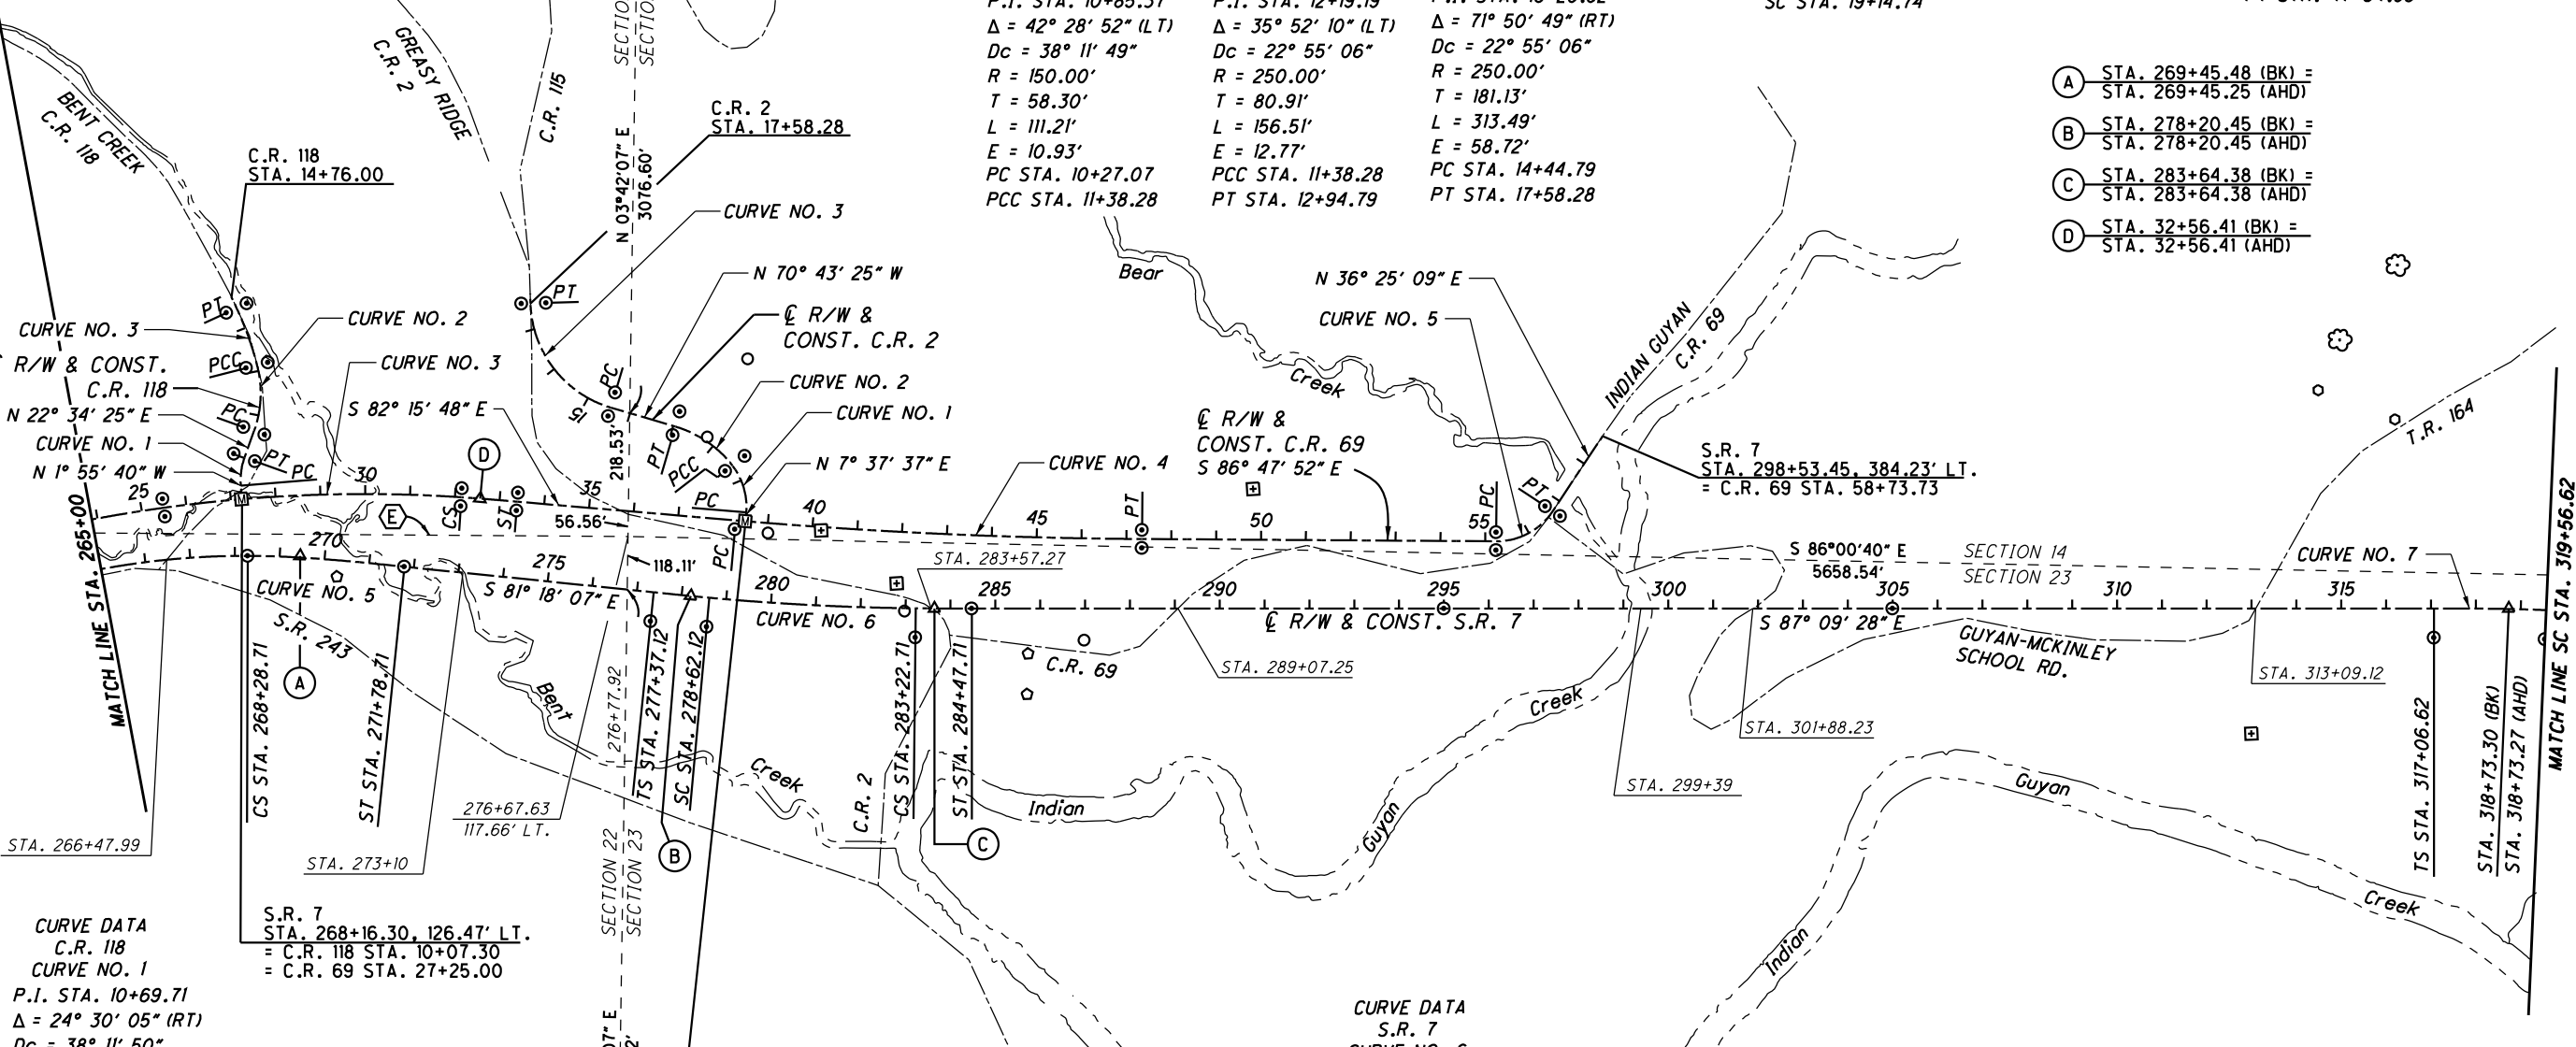 P.I. STA. 10+85.37
Δ = 42° 28' 52" (LT)
Dc = 38° 11' 49"
R = 150.00'
T = 58.30'
L = 111.21'
E = 10.93'
PC STA. 10+27.07
PCC STA. 11+38.28
P.I. STA. 12+19.19
Δ = 35° 52' 10" (LT)
Dc = 22° 55' 06"
R = 250.00'
T = 80.91'
L = 156.51'
E = 12.77'
PCC STA. 11+38.28
PT STA. 12+94.79
Δ = 71° 50' 49" (RT)
Dc = 22° 55' 06"
R = 250.00'
T = 181.13'
L = 313.49'
E = 58.72'
PC STA. 14+44.79
PT STA. 17+58.28
SC STA. 19+14.74
A STA. 269+45.48 (BK) =
STA. 269+45.25 (AHD)
B STA. 278+20.45 (BK) =
STA. 278+20.45 (AHD)
C STA. 283+64.38 (BK) =
STA. 283+64.38 (AHD)
D STA. 32+56.41 (BK) =
STA. 32+56.41 (AHD)
BENT CREEK
C.R. 118
GREASY RIDGE
C.R. 2
C.R. 115
SECTION
SECTION
C.R. 2
STA. 17+58.28
C.R. 118
STA. 14+76.00
N 03°42'07" E
3076.60'
CURVE NO. 3
N 70° 43' 25" W
℄ R/W &
CONST. C.R. 2
CURVE NO. 2
CURVE NO. 1
N 7° 37' 37" E
CURVE NO. 4
PT
PC
15
PT
PCC
PC
PC
218.53'
PT
CURVE NO. 3
CURVE NO. 2
PCC
R/W & CONST.
C.R. 118
CURVE NO. 3
PC
N 22° 34' 25" E
S 82° 15' 48" E
CURVE NO. 1
PT
PC
N 1° 55' 40" W
25
30
D
35
40
45
50
55
CS
ST
E
56.56'
118.11'
Bear
Creek
N 36° 25' 09" E
CURVE NO. 5
INDIAN GUYAN
C.R. 69
℄ R/W &
CONST. C.R. 69
S 86° 47' 52" E
PT
PC
PT
S.R. 7
STA. 298+53.45, 384.23' LT.
= C.R. 69 STA. 58+73.73
T.R. 164
MATCH LINE STA. 265+00
MATCH LINE SC STA. 319+56.62
270
275
280
285
290
295
300
305
310
315
CURVE NO. 5
S 81° 18' 07" E
CURVE NO. 6
STA. 283+57.27
℄ R/W & CONST. S.R. 7
S 86°00'40" E
5658.54'
SECTION 14
SECTION 23
CURVE NO. 7
S 87° 09' 28" E
GUYAN-MCKINLEY
SCHOOL RD.
S.R. 243
A
C.R. 69
STA. 289+07.25
STA. 313+09.12
STA. 301+88.23
STA. 299+39
CS STA. 268+28.71
ST STA. 271+78.71
Bent
Creek
276+77.92
TS STA. 277+37.12
SC STA. 278+62.12
CS STA. 283+22.71
ST STA. 284+47.71
C.R. 2
Indian
Guyan
Creek
Guyan
Creek
Indian
TS STA. 317+06.62
STA. 318+73.30 (BK)
STA. 318+73.27 (AHD)
276+67.63
117.66' LT.
STA. 266+47.99
STA. 273+10
B
C
SECTION 22
SECTION 23
S.R. 7
STA. 268+16.30, 126.47' LT.
= C.R. 118 STA. 10+07.30
= C.R. 69 STA. 27+25.00
CURVE DATA
C.R. 118
CURVE NO. 1
P.I. STA. 10+69.71
Δ = 24° 30' 05" (RT)
Dc = 38° 11' 50"
CURVE DATA
S.R. 7